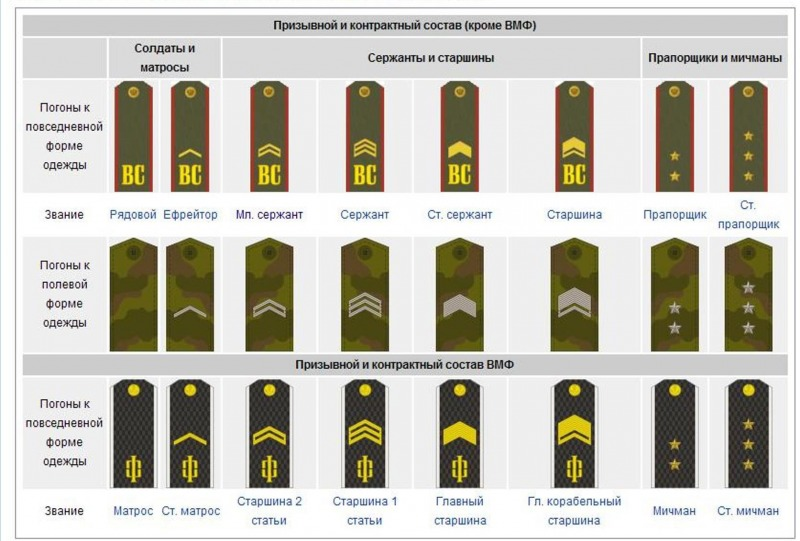 Призывной и контрактный состав (кроме ВМФ)
Солдаты и матросы
Сержанты и старшины
Прапорщики и мичманы
Погоны к повседневной форме одежды
ВС ВС ВС ВС ВС ВС
Звание
Рядовой
Ефрейтор
Мл. сержант
Сержант
Ст. сержант
Старшина
Прапорщик
Ст. прапорщик
Погоны к полевой форме одежды
Призывной и контрактный состав ВМФ
Погоны к повседневной форме одежды
ф ф ф ф ф ф
Звание
Матрос
Ст. матрос
Старшина 2 статьи
Старшина 1 статьи
Главный старшина
Гл. корабельный старшина
Мичман
Ст. мичман